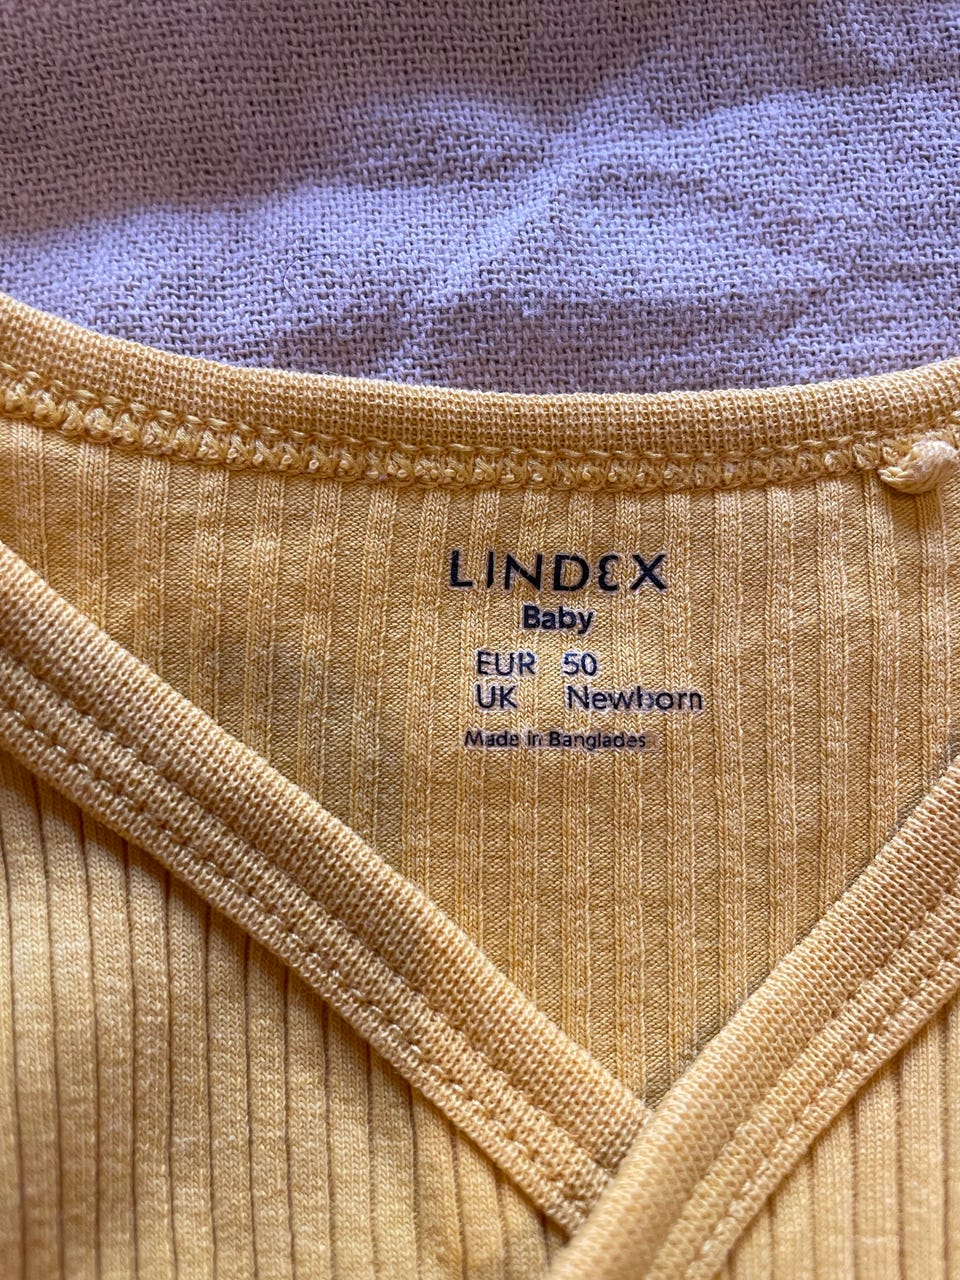 LINDEX
Baby
EUR 50
UK Newborn
Made in Banglades